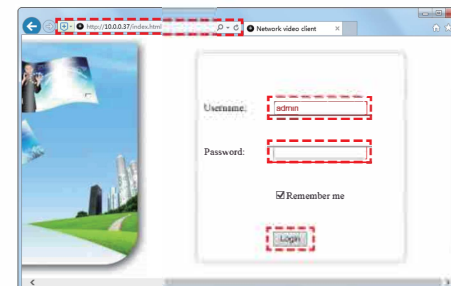 http://10.0.0.37/index.html
Network video client
Username:
admin
Password:
Remember me
Login